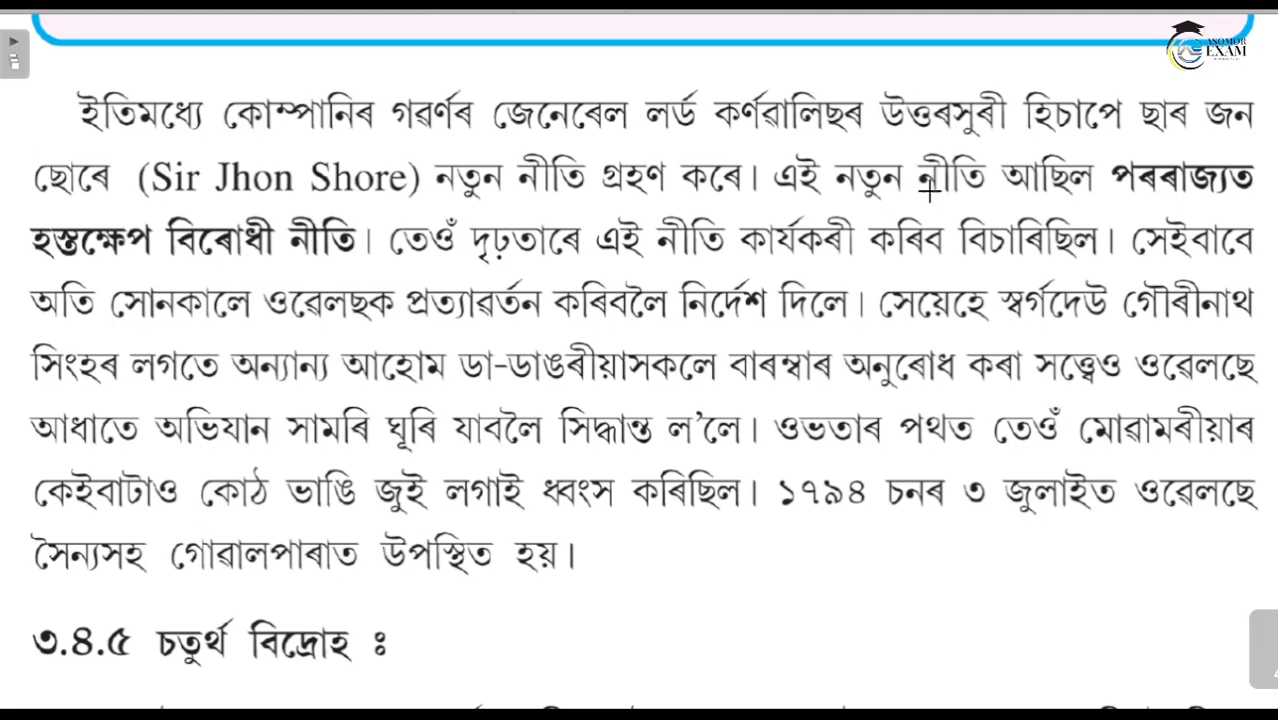 ASOMOR
EXAM
ইতিমধ্যে কোম্পানিৰ গৱৰ্ণৰ জেনেৰেল লৰ্ড কৰ্ণৱালিছৰ উত্তৰসুৰী হিচাপে ছাৰ জন
ছোৰে (Sir Jhon Shore) নতুন নীতি গ্ৰহণ কৰে। এই নতুন নীতি আছিল পৰৰাজ্যত
হস্তক্ষেপ বিৰোধী নীতি। তেওঁ দৃঢ়তাৰে এই নীতি কাৰ্যকৰী কৰিব বিচাৰিছিল। সেইবাবে
অতি সোনকালে ওৱেলছক প্ৰত্যাৱৰ্তন কৰিবলৈ নিৰ্দেশ দিলে। সেয়েহে স্বৰ্গদেউ গৌৰীনাথ
সিংহৰ লগতে অন্যান্য আহোম ডা-ডাঙৰীয়াসকলে বাৰম্বাৰ অনুৰোধ কৰা সত্ত্বেও ওৱেলছে
আধাতে অভিযান সামৰি ঘূৰি যাবলৈ সিদ্ধান্ত ল’লে। ওভতাৰ পথত তেওঁ মোৱামৰীয়াৰ
কেইবাটাও কোঠ ভাঙি জুই লগাই ধ্বংস কৰিছিল। ১৭৯৪ চনৰ ৩ জুলাইত ওৱেলছে
সৈন্যসহ গোৱালপাৰাত উপস্থিত হয়।
৩.৪.৫ চতুৰ্থ বিদ্ৰোহ ঃ